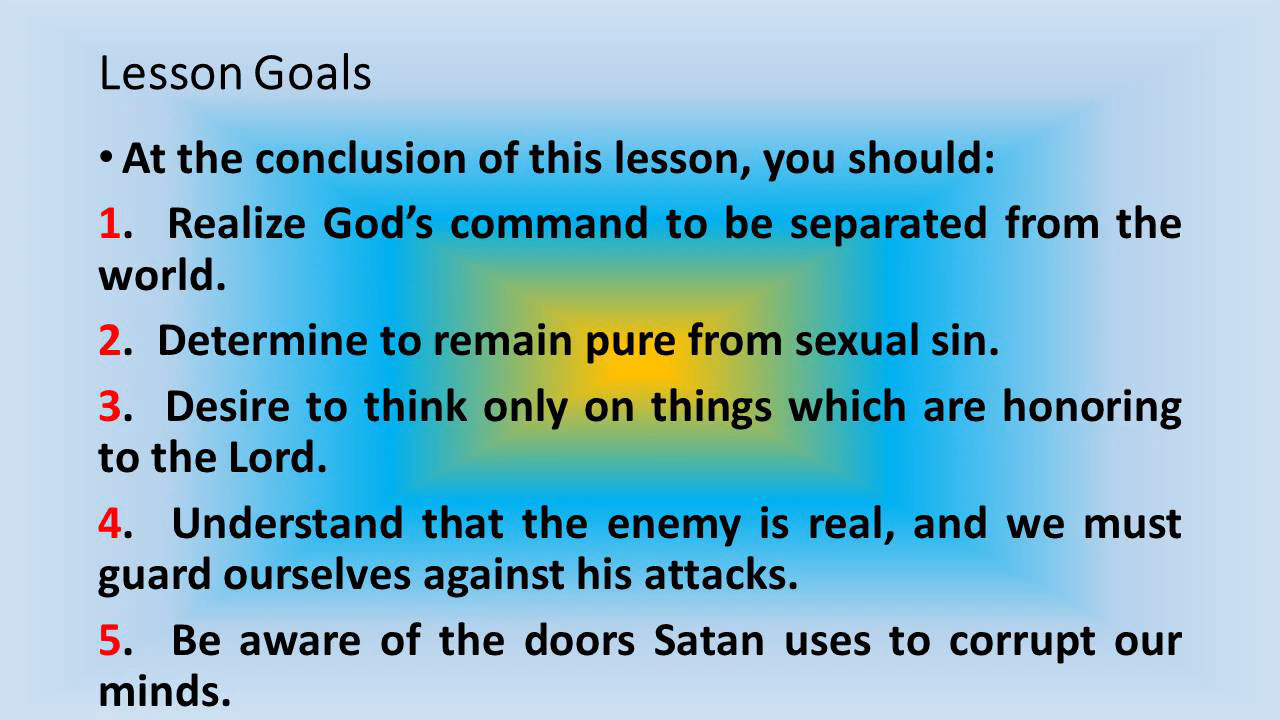 Lesson Goals
• At the conclusion of this lesson, you should:
1. Realize God’s command to be separated from the
world.
2. Determine to remain pure from sexual sin.
3. Desire to think only on things which are honoring
to the Lord.
4. Understand that the enemy is real, and we must
guard ourselves against his attacks.
5. Be aware of the doors Satan uses to corrupt our
minds.